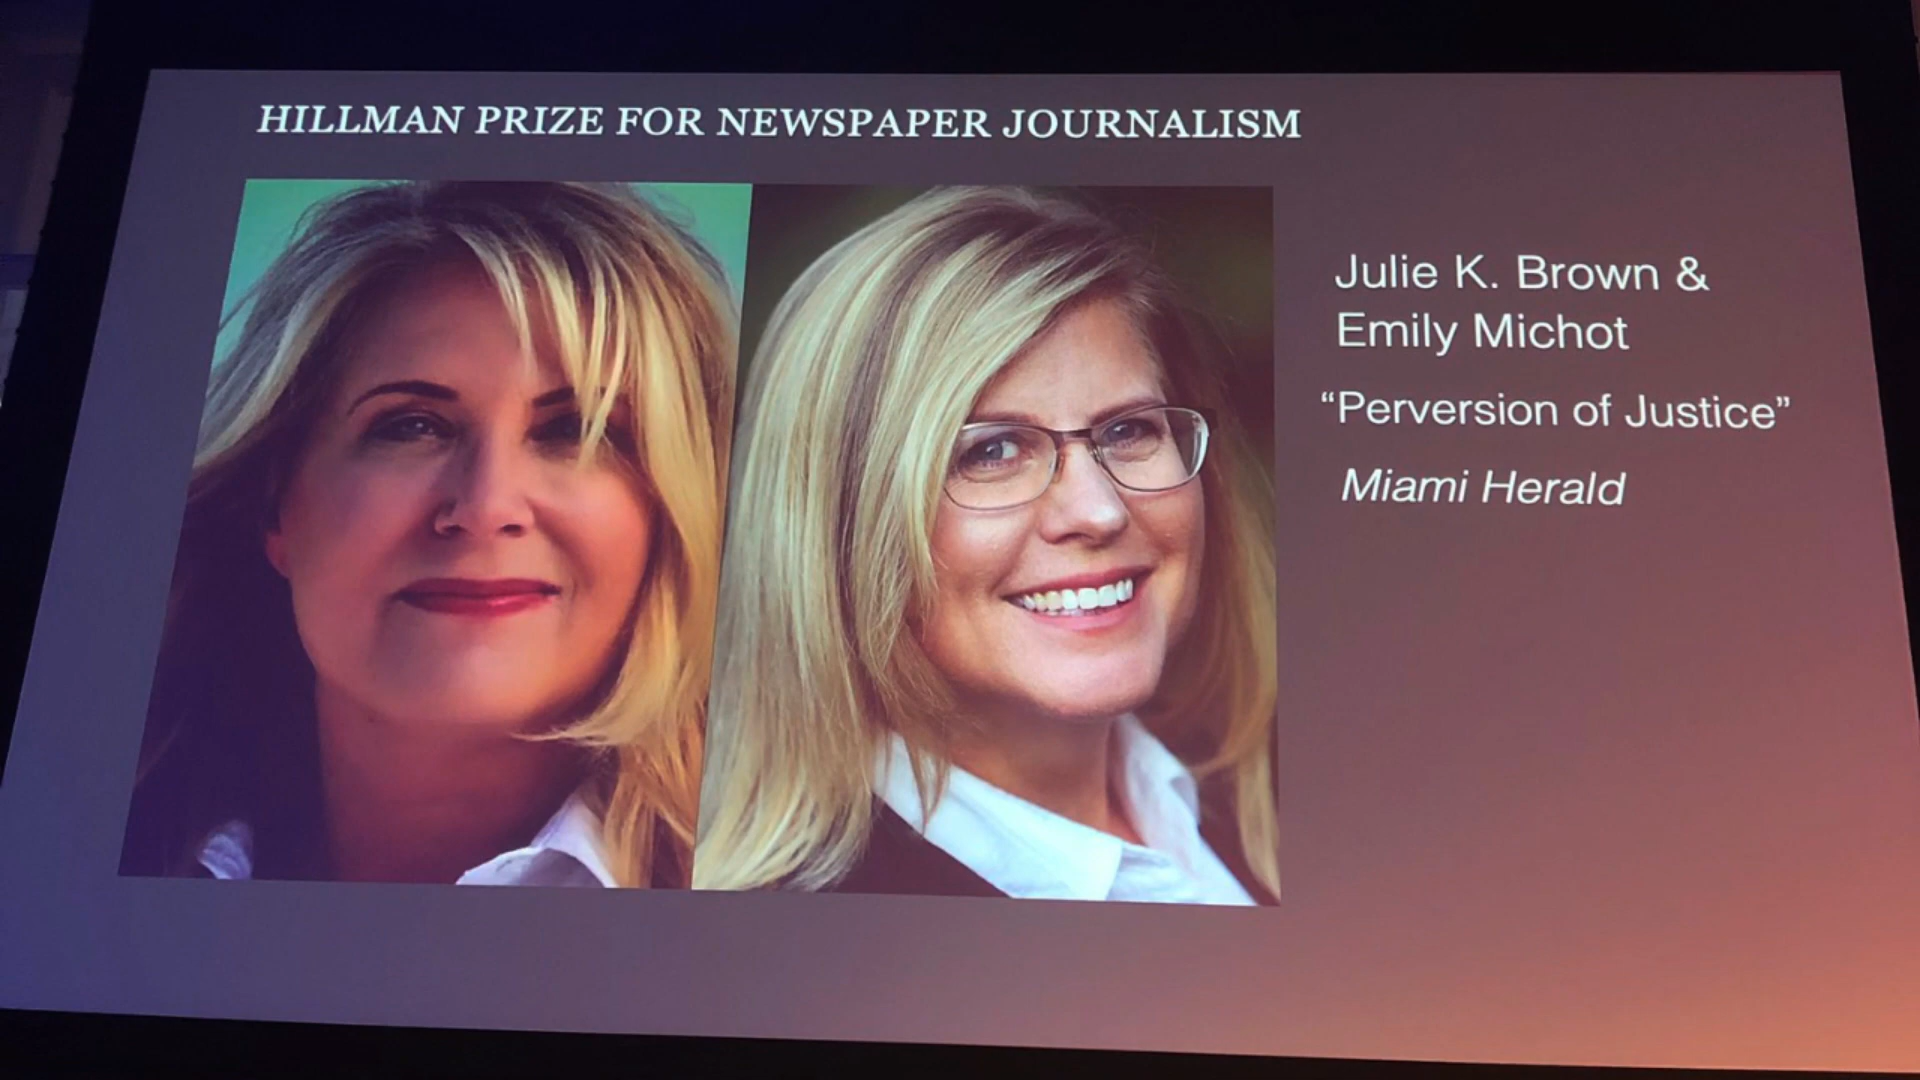 HILLMAN PRIZE FOR NEWSPAPER JOURNALISM
Julie K. Brown &
Emily Michot
“Perversion of Justice”
Miami Herald